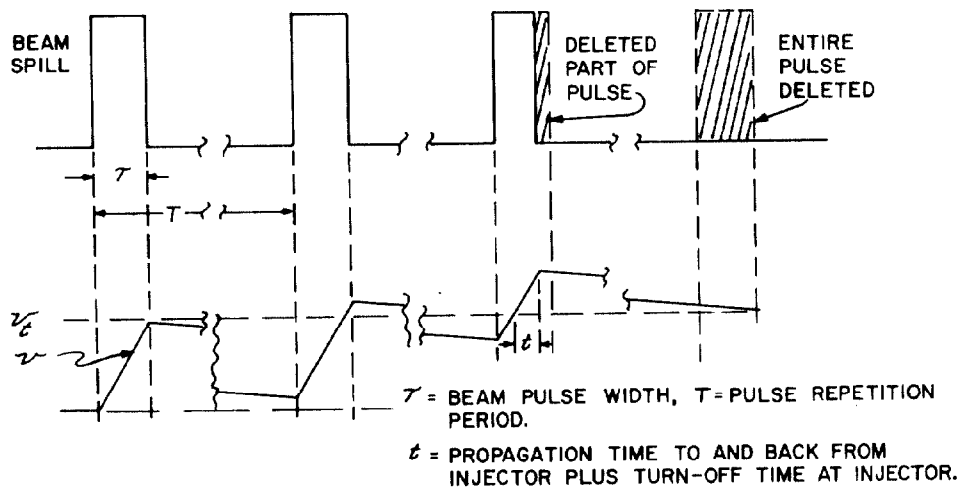 BEAM
SPILL
DELETED
PART OF
PULSE
ENTIRE
PULSE
DELETED
τ
T
v_t
v
t
τ = BEAM PULSE WIDTH, T = PULSE REPETITION
PERIOD.
t = PROPAGATION TIME TO AND BACK FROM
INJECTOR PLUS TURN-OFF TIME AT INJECTOR.